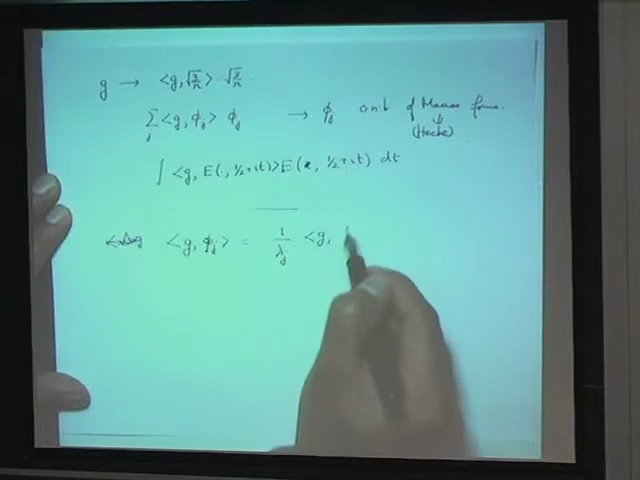 g → <g, √(3/π)> √(3/π)
∑_j <g, φ_j> φ_j → φ_j onb of Maass forms.
(Hecke)
∫ <g, E(·, 1/2+it)> E(z, 1/2+it) dt
<g, φ_j> = 1/λ_j <g,